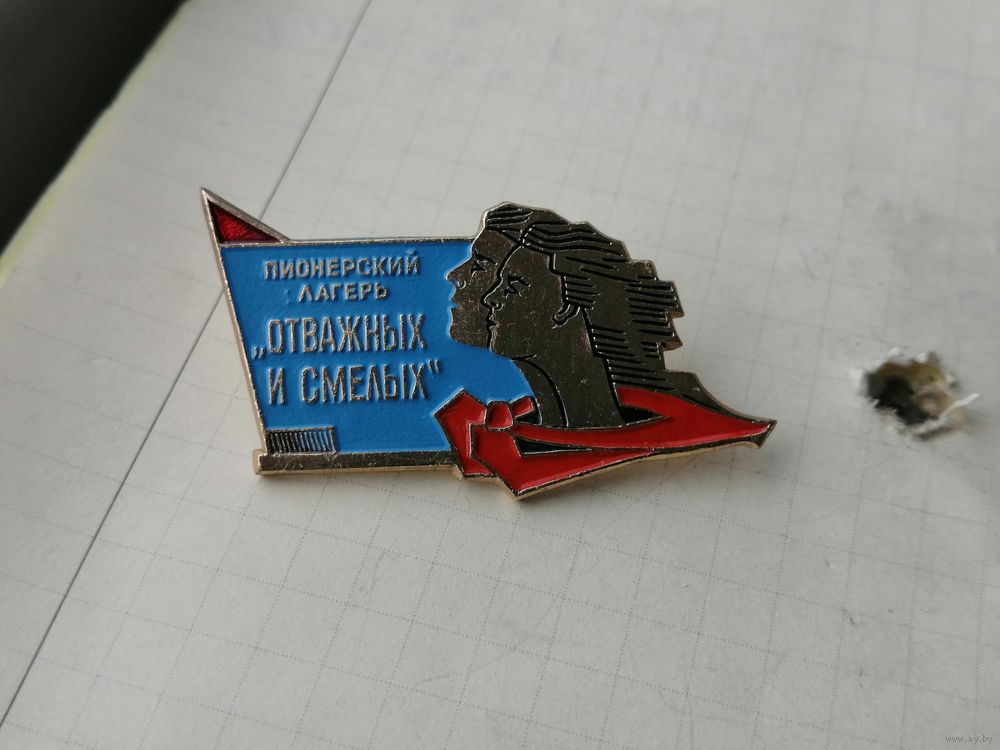 ПИОНЕРСКИЙ
ЛАГЕРЬ
„ОТВАЖНЫХ
И СМЕЛЫХ"
www.ay.by